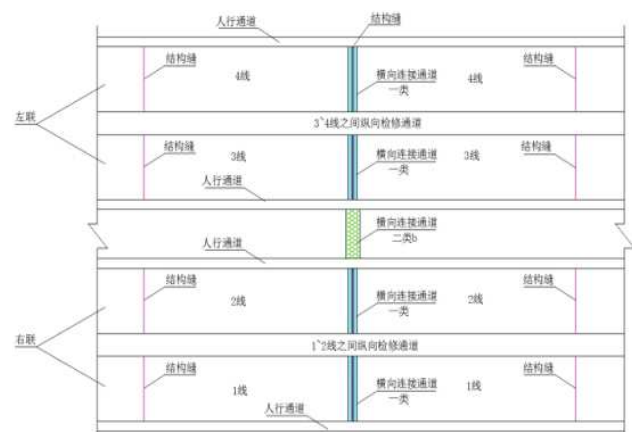 人行通道
结构缝
结构缝
4线
横向连接通道
一类
4线
结构缝
左联
3~4线之间纵向检修通道
结构缝
3线
横向连接通道
一类
3线
结构缝
人行通道
横向连接通道
二类b
人行通道
结构缝
2线
横向连接通道
一类
2线
结构缝
右联
1~2线之间纵向检修通道
结构缝
1线
横向连接通道
一类
1线
结构缝
人行通道